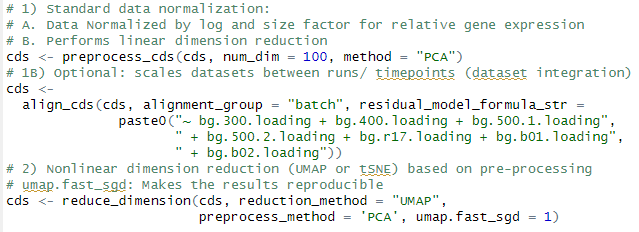 # 1) Standard data normalization:
# A. Data Normalized by log and size factor for relative gene expression
# B. Performs linear dimension reduction
cds <- preprocess_cds(cds, num_dim = 100, method = "PCA")
# 1B) Optional: scales datasets between runs/ timepoints (dataset integration)
cds <-
align_cds(cds, alignment_group = "batch", residual_model_formula_str =
paste0("~ bg.300.loading + bg.400.loading + bg.500.1.loading",
" + bg.500.2.loading + bg.r17.loading + bg.b01.loading",
" + bg.b02.loading"))
# 2) Nonlinear dimension reduction (UMAP or tSNE) based on pre-processing
# umap.fast_sgd: Makes the results reproducible
cds <- reduce_dimension(cds, reduction_method = "UMAP",
preprocess_method = 'PCA', umap.fast_sgd = 1)